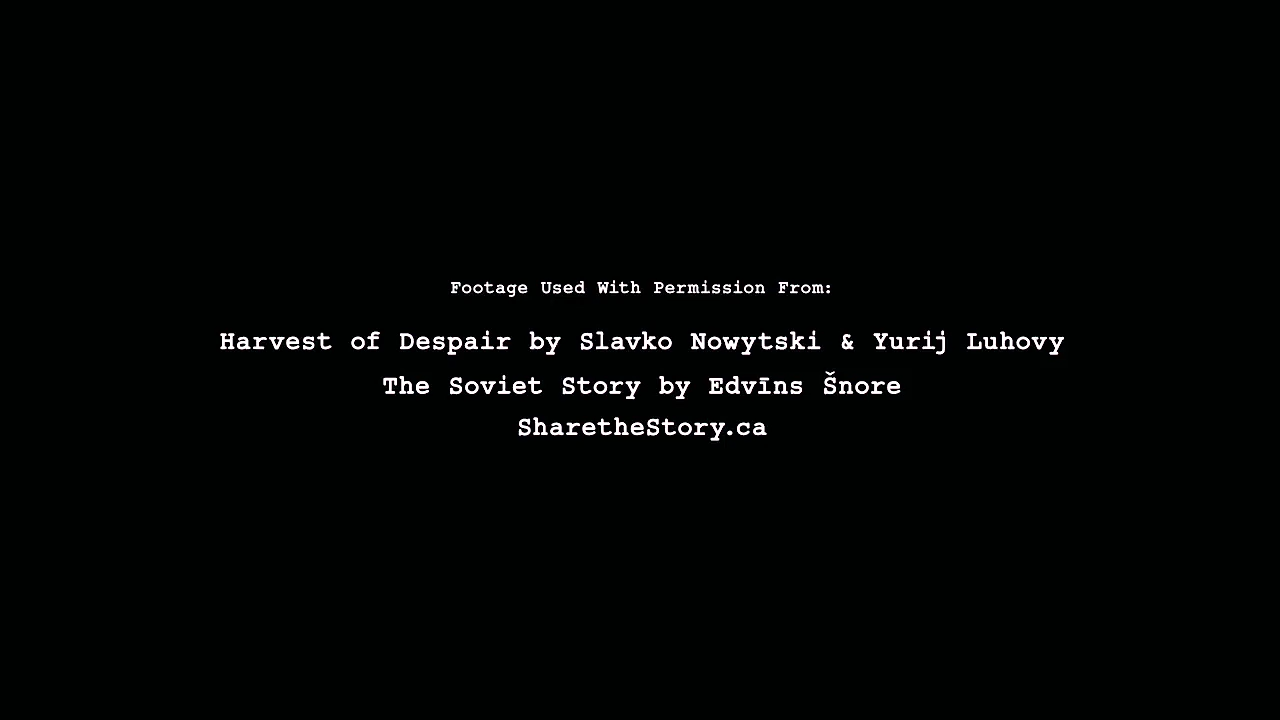 Footage Used With Permission From:
Harvest of Despair by Slavko Nowytski & Yurij Luhovy
The Soviet Story by Edvīns Šnore
SharetheStory.ca